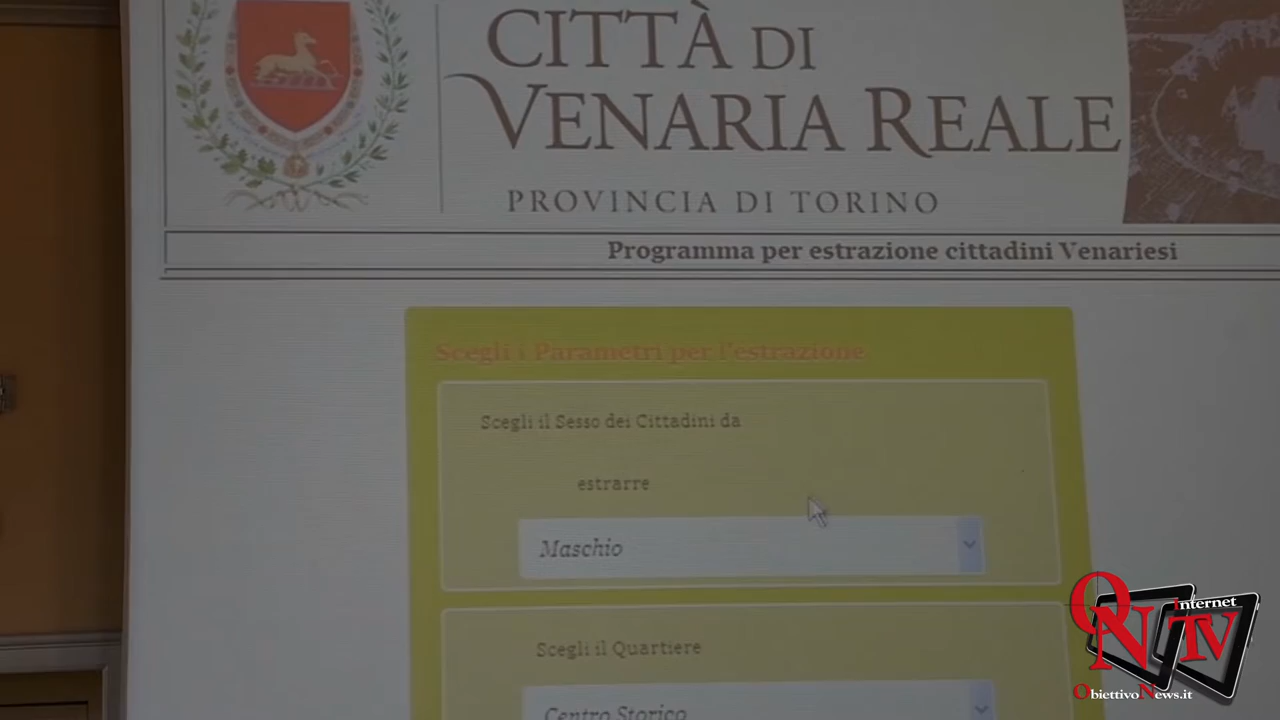 CITTÀ DI
VENARIA REALE
PROVINCIA DI TORINO
Programma per estrazione cittadini Venariesi
Scegli i Parametri per l'estrazione
Scegli il Sesso dei Cittadini da
estrarre
Maschio
Scegli il Quartiere
Centro Storico
ON Internet TV
ObiettivoNews.it